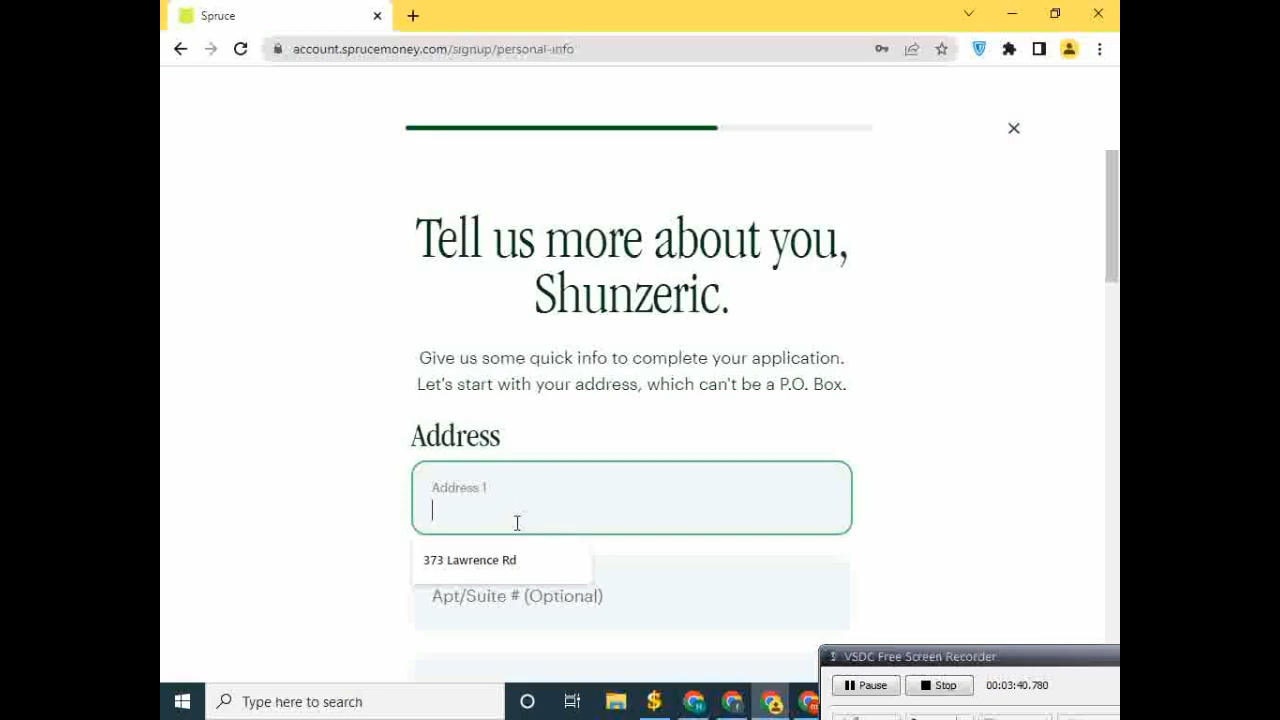 Spruce
account.sprucemoney.com/signup/personal-info
Tell us more about you,
Shunzeric.
Give us some quick info to complete your application.
Let's start with your address, which can't be a P.O. Box.
Address
Address 1
373 Lawrence Rd
Apt/Suite # (Optional)
VSDC Free Screen Recorder
Pause
Stop
00:03:40.780
Type here to search